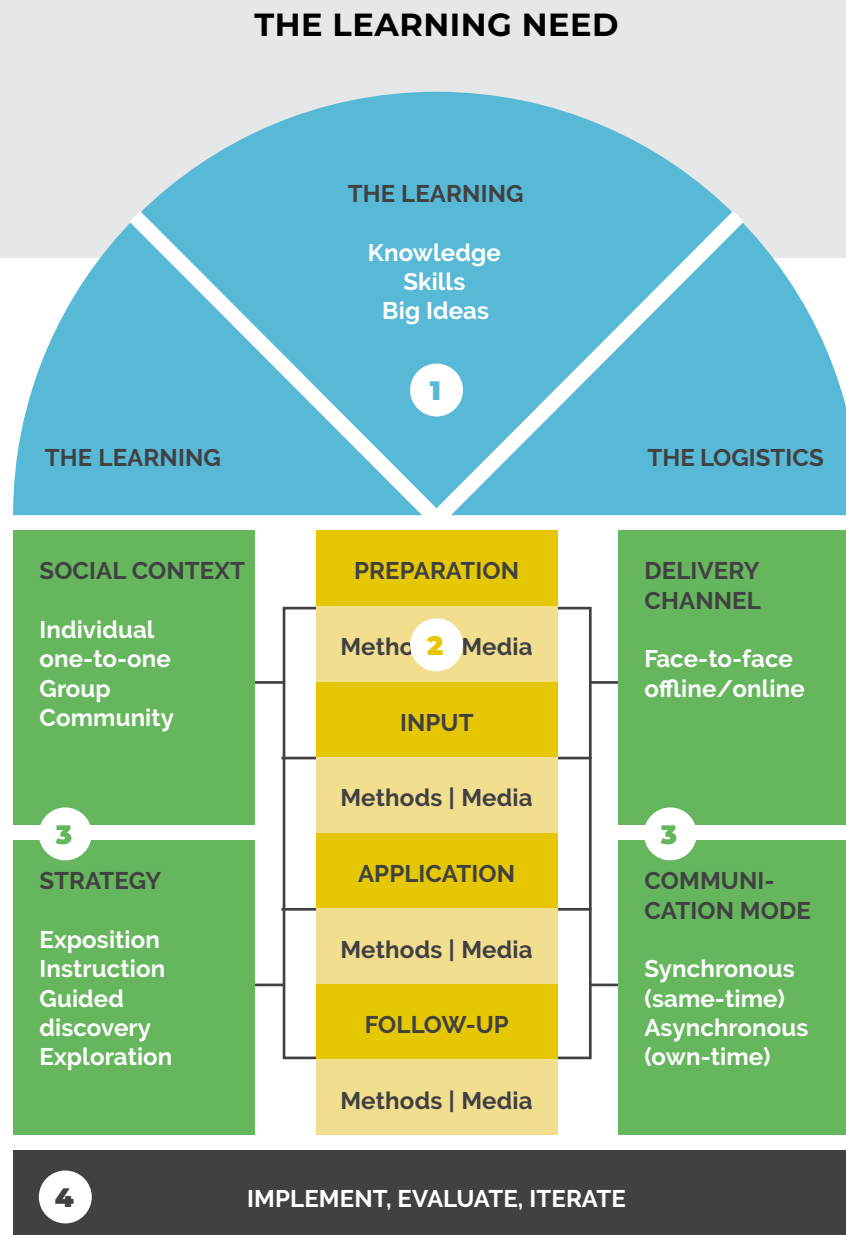 THE LEARNING NEED
THE LEARNING
Knowledge
Skills
Big Ideas
1
THE LEARNING
THE LOGISTICS
SOCIAL CONTEXT
Individual
one-to-one
Group
Community
3
STRATEGY
Exposition
Instruction
Guided
discovery
Exploration
PREPARATION
Metho 2 Media
INPUT
Methods | Media
APPLICATION
Methods | Media
FOLLOW-UP
Methods | Media
DELIVERY
CHANNEL
Face-to-face
offline/online
3
COMMUNI-
CATION MODE
Synchronous
(same-time)
Asynchronous
(own-time)
4
IMPLEMENT, EVALUATE, ITERATE